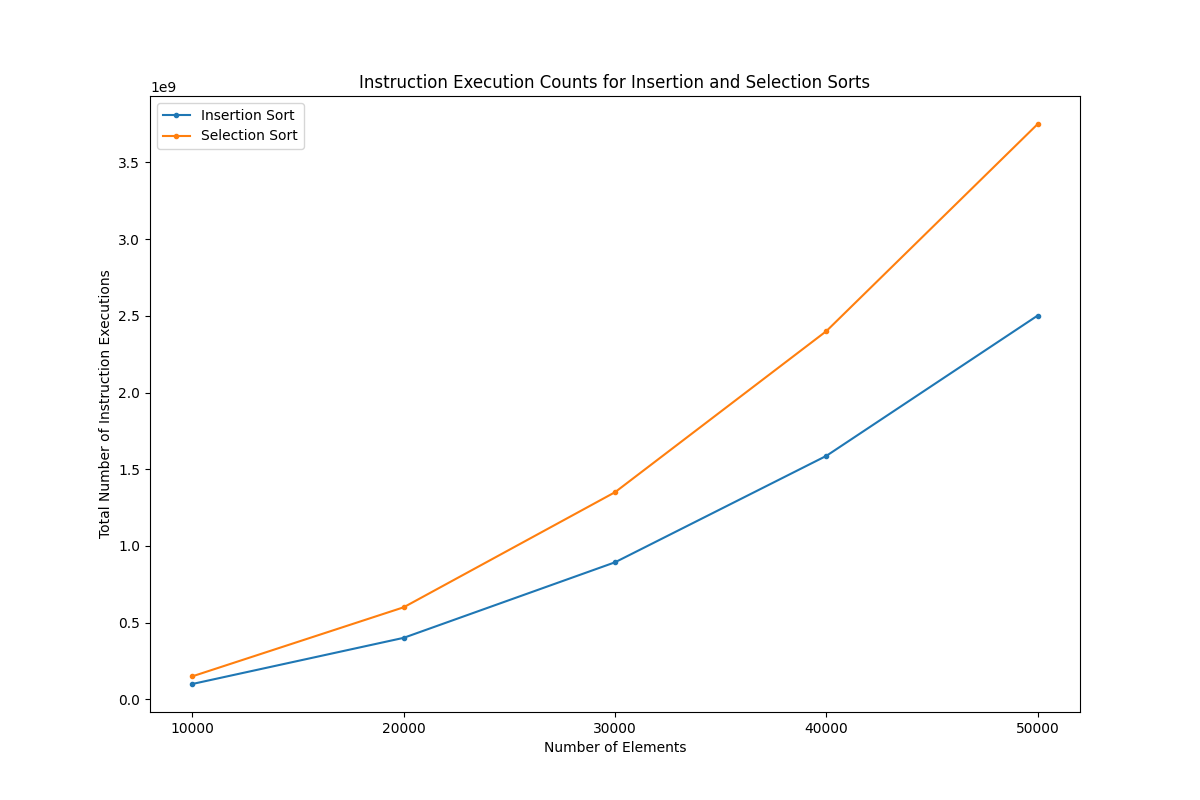 Instruction Execution Counts for Insertion and Selection Sorts
1e9
Insertion Sort
Selection Sort
3.5
3.0
2.5
2.0
1.5
1.0
0.5
0.0
Total Number of Instruction Executions
10000 20000 30000 40000 50000
Number of Elements